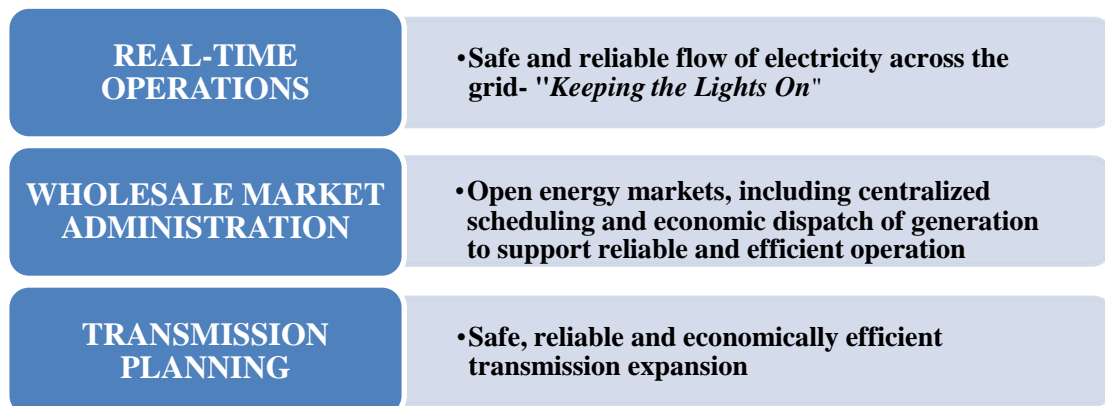 REAL-TIME
OPERATIONS
•Safe and reliable flow of electricity across the
grid- "Keeping the Lights On"
WHOLESALE MARKET
ADMINISTRATION
•Open energy markets, including centralized
scheduling and economic dispatch of generation
to support reliable and efficient operation
TRANSMISSION
PLANNING
•Safe, reliable and economically efficient
transmission expansion